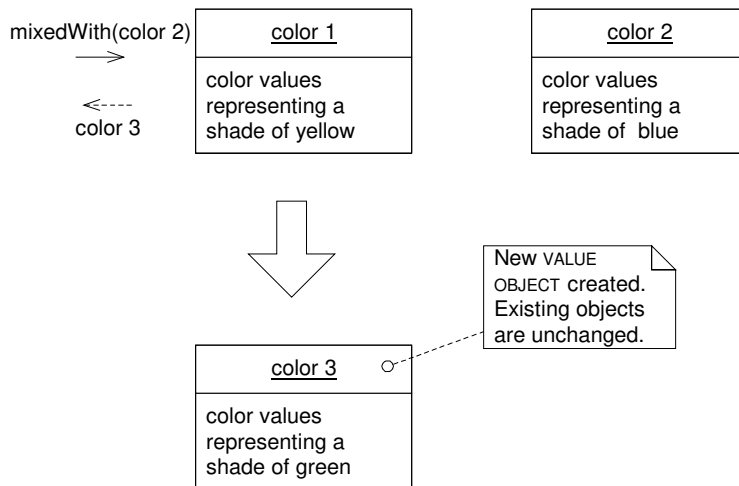 mixedWith(color 2)
color 3
color 1
color values
representing a
shade of yellow
color 2
color values
representing a
shade of  blue
New VALUE
OBJECT created.
Existing objects
are unchanged.
color 3
color values
representing a
shade of green